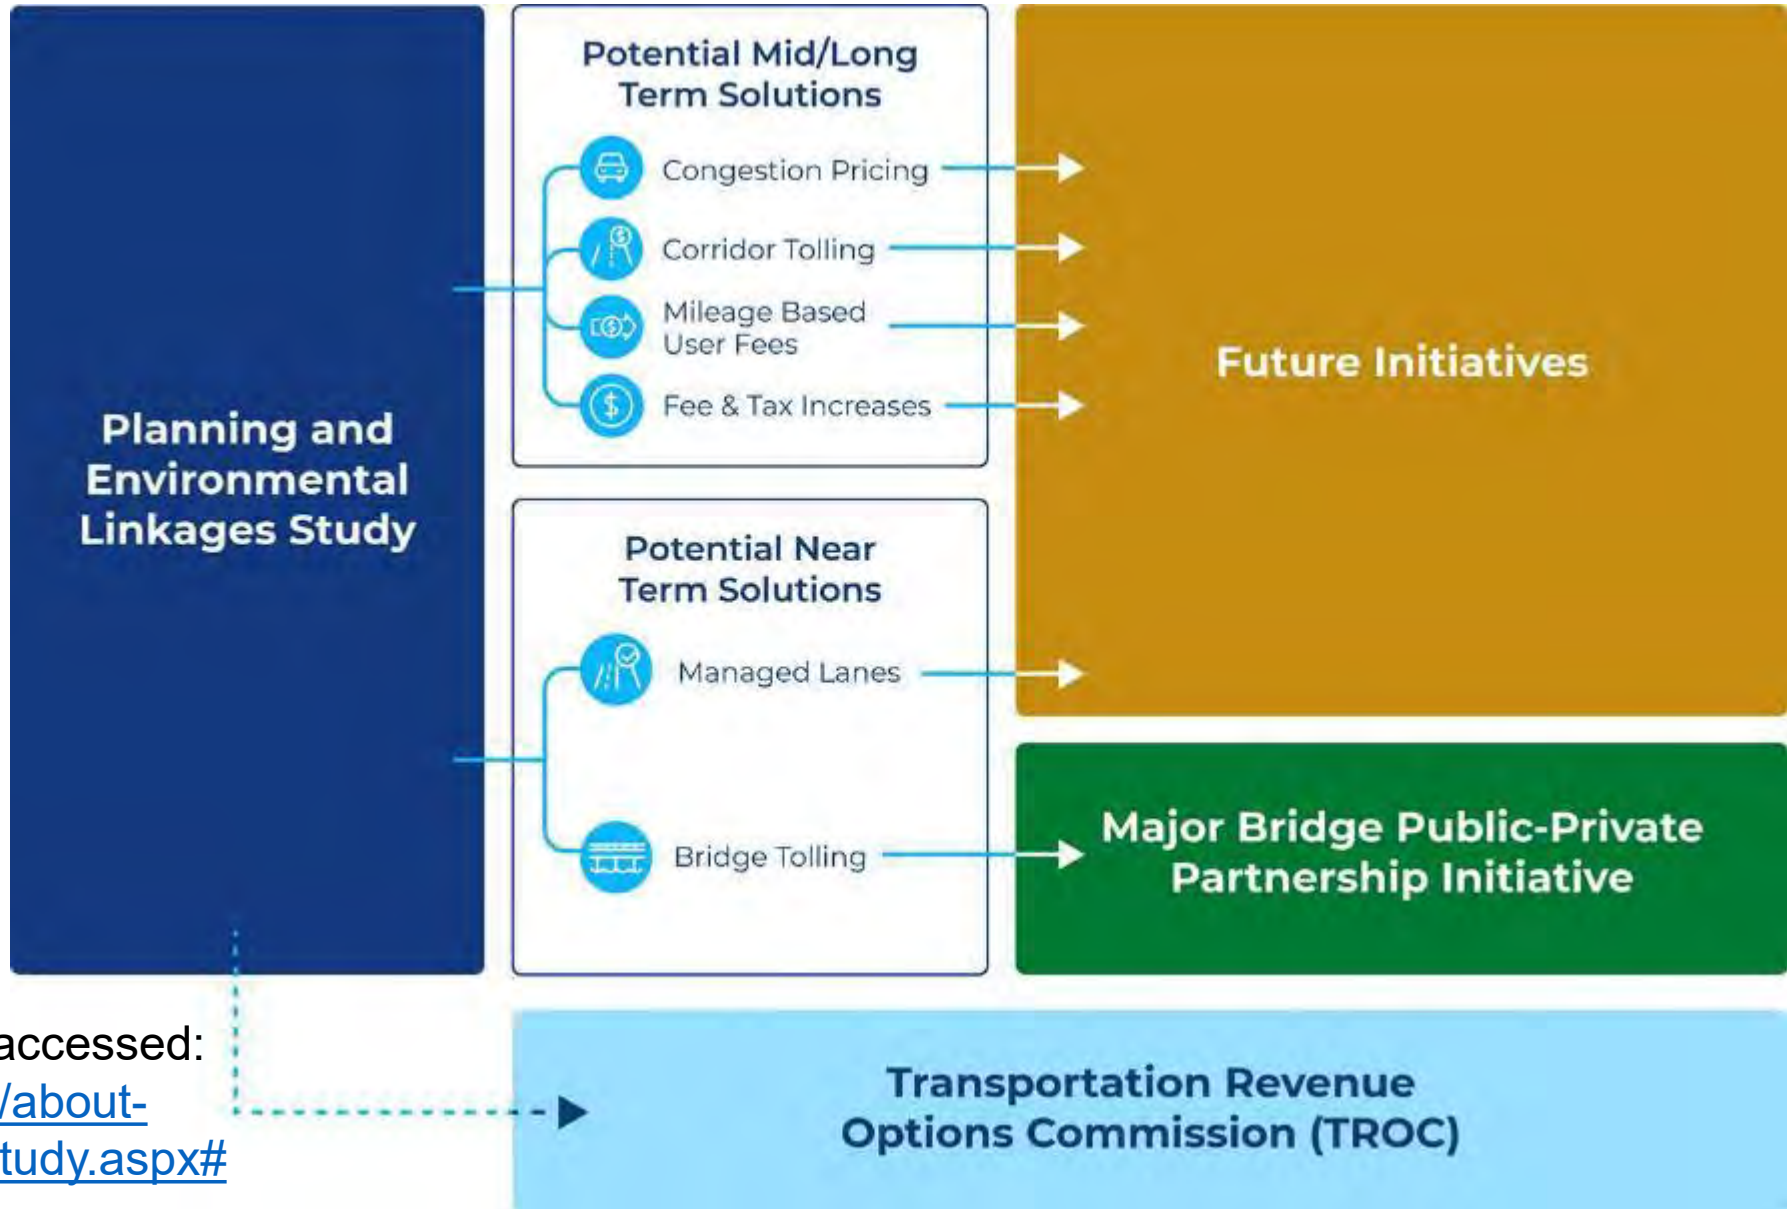 Planning and
Environmental
Linkages Study
Potential Mid/Long
Term Solutions
Congestion Pricing
Corridor Tolling
Mileage Based
User Fees
Fee & Tax Increases
Potential Near
Term Solutions
Managed Lanes
Bridge Tolling
Future Initiatives
Major Bridge Public-Private
Partnership Initiative
accessed:
/about-
tudy.aspx#
Transportation Revenue
Options Commission (TROC)